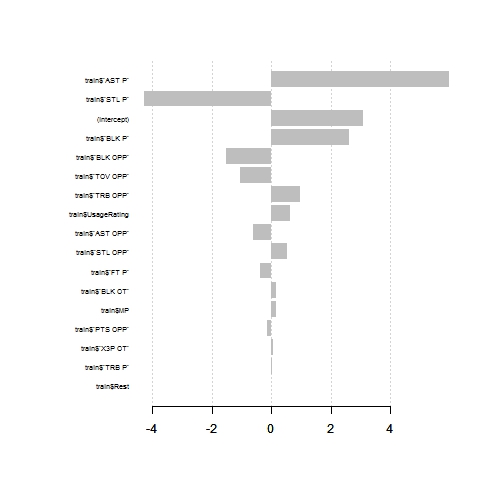 train$`AST P`
train$`STL P`
(Intercept)
train$`BLK P`
train$`BLK OPP`
train$`TOV OPP`
train$`TRB OPP`
train$UsageRating
train$`AST OPP`
train$`STL OPP`
train$`FT P`
train$`BLK OT`
train$MP
train$`PTS OPP`
train$`X3P OT`
train$`TRB P`
train$Rest
-4 -2 0 2 4